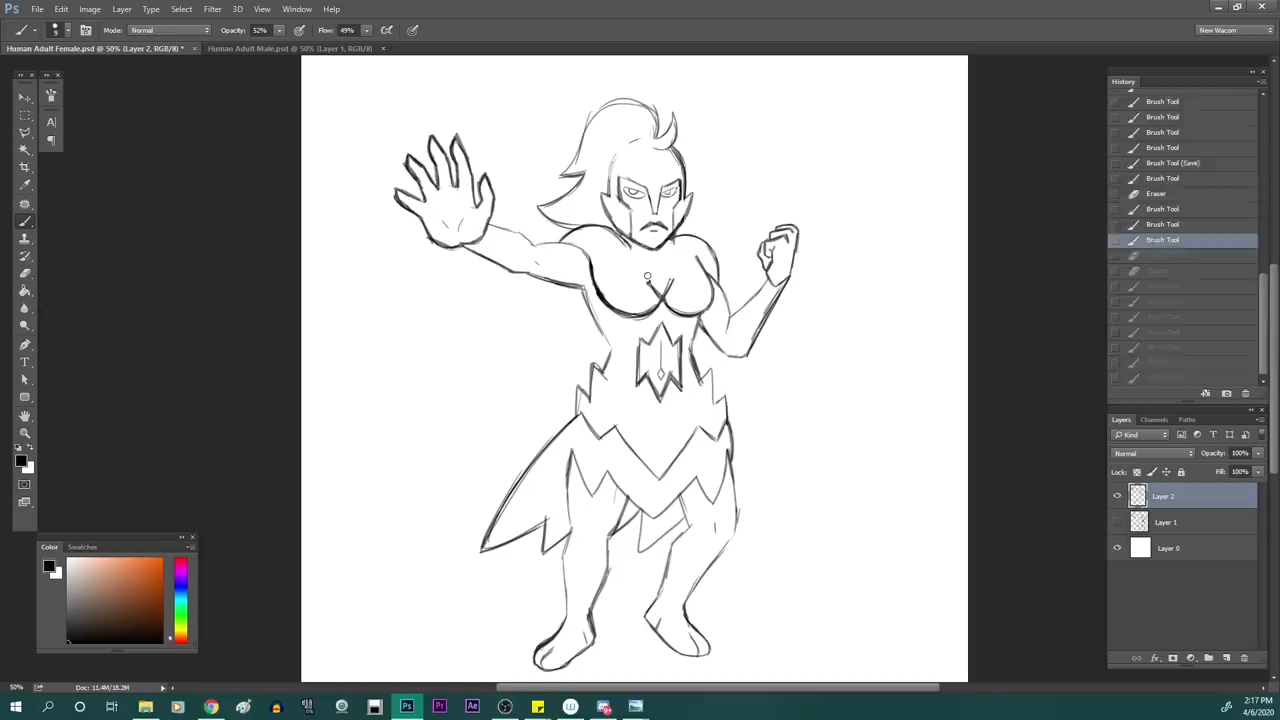 Ps File Edit Image Layer Type Select Filter 3D View Window Help
Mode: Normal Opacity: 52% Flow: 49% New Wacom
Human Adult Female.psd @ 50% (Layer 2, RGB/8) * × Human Adult Male.psd @ 50% (Layer 1, RGB/8) ×
History
Brush Tool
Brush Tool
Brush Tool
Brush Tool
Brush Tool (Save)
Brush Tool
Eraser
Brush Tool
Brush Tool
Brush Tool
Layers Channels Paths
Kind
Normal Opacity: 100%
Lock: Fill: 100%
Layer 2
Layer 1
Layer 0
Color Swatches
50% Doc: 11.4M/18.2M
Ps Pr Ae
2:17 PM
4/6/2020